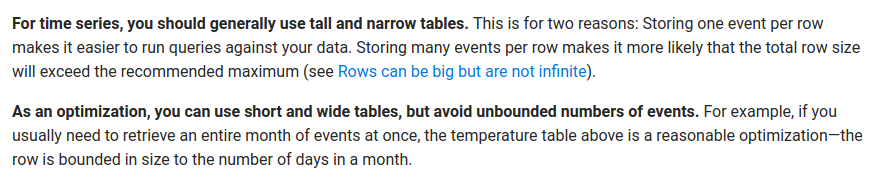 For time series, you should generally use tall and narrow tables. This is for two reasons: Storing one event per row
makes it easier to run queries against your data. Storing many events per row makes it more likely that the total row size
will exceed the recommended maximum (see Rows can be big but are not infinite).
As an optimization, you can use short and wide tables, but avoid unbounded numbers of events. For example, if you
usually need to retrieve an entire month of events at once, the temperature table above is a reasonable optimization—the
row is bounded in size to the number of days in a month.